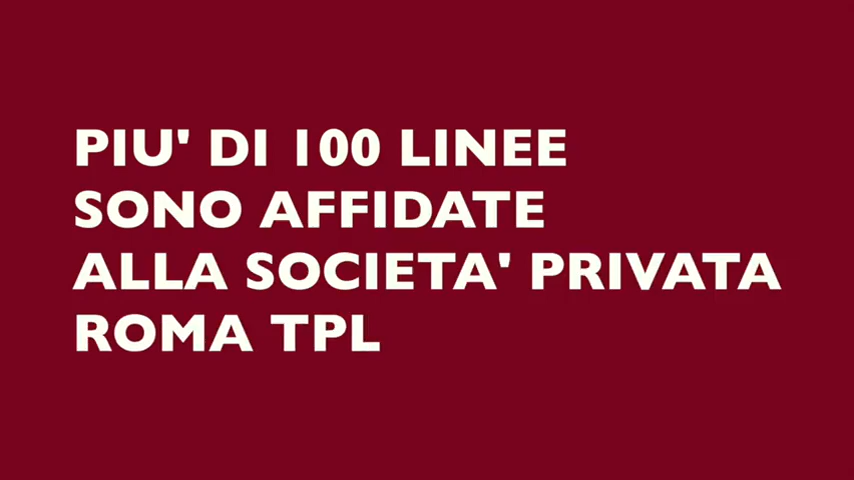 PIU' DI 100 LINEE
SONO AFFIDATE
ALLA SOCIETA' PRIVATA
ROMA TPL